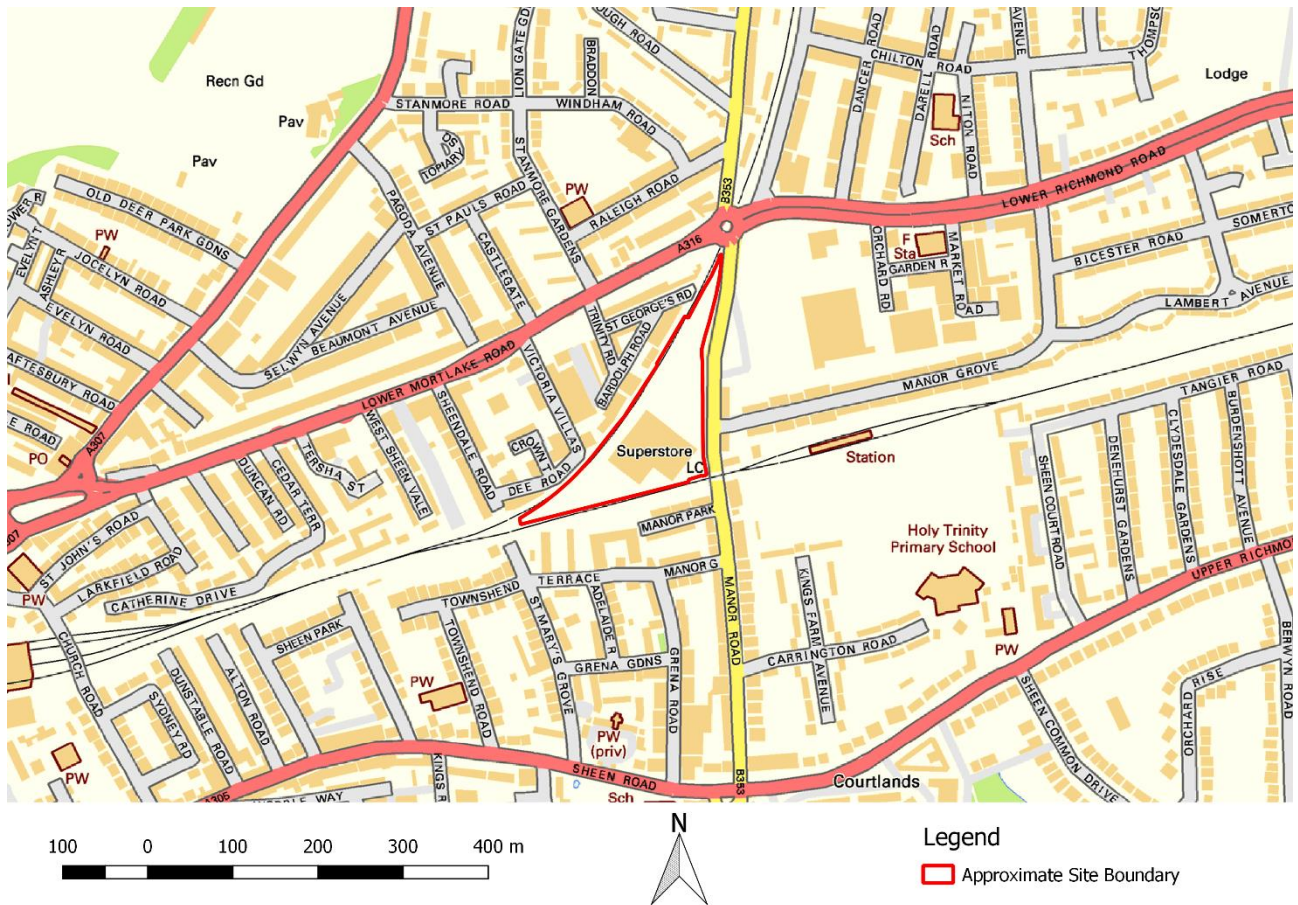 LION GATE GD
BRADDON
OUGH ROAD
DANCER ROAD
DARELL ROAD
CHILTON ROAD
AVENUE
THOMPS
Recn Gd
Lodge
STANMORE ROAD
WINDHAM ROAD
NILTON ROAD
Pav
Sch
TOPIARY
STANMORE GARDENS
B353
Pav
ST PAULS ROAD
PW
RALEIGH ROAD
LOWER RICHMOND ROAD
OLD DEER PARK GDNS
PAGODA AVENUE
CASTLEGATE
A316
ORCHARD RD
F
Sta
MARKET ROAD
SOMERTO
BICESTER ROAD
PW
JOCELYN ROAD
EVELYN T
ASHLEY R
GARDEN R
LAMBERT AVENUE
EVELYN ROAD
SELWYN AVENUE
BEAUMONT AVENUE
TRINITY RD
ST GEORGE'S RD
BARDOLPH ROAD
LOWER MORTLAKE ROAD
VICTORIA VILLAS
MANOR GROVE
TANGIER ROAD
AFTESBURY ROAD
E ROAD
PO
A307
SHEENDALE ROAD
WEST SHEEN VALE
CROWN T
DEE ROAD
Superstore
LC
Station
SHEEN COURT ROAD
DENEHURST GARDENS
CLYDESDALE GARDENS
BURDENSHOTT AVENUE
TERSHA ST
CEDAR TERR
DUNCAN RD
307
ST JOHN'S ROAD
LARKFIELD ROAD
PW
CATHERINE DRIVE
MANOR PARK
Holy Trinity
Primary School
UPPER RICHMO
TOWNSHEND TERRACE
MANOR G
ADELAIDE R
ST MARY'S GROVE
GRENA GDNS
GRENA ROAD
MANOR ROAD
KINGS FARM AVENUE
CARRINGTON ROAD
PW
CHURCH ROAD
SHEEN PARK
TOWNSHEND ROAD
PW
SYDNEY RD
DUNSTABLE ROAD
ALTON ROAD
PW
PW
(priv)
KINGS R
SHEEN ROAD
Sch
B353
Courtlands
SHEEN COMMON DRIVE
ORCHARD RISE
BERWYN ROAD
A305
WAY
100 0 100 200 300 400 m
N
Legend
Approximate Site Boundary